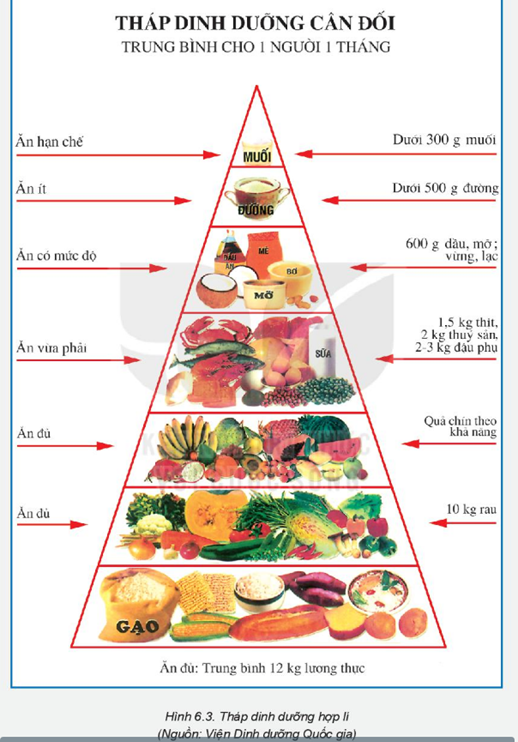 THÁP DINH DƯỠNG CÂN ĐỐI
TRUNG BÌNH CHO 1 NGƯỜI 1 THÁNG
Ăn hạn chế
MUỐI
Dưới 300 g muối
Ăn ít
ĐƯỜNG
Dưới 500 g đường
Ăn có mức độ
DẦU
ĂN
MÈ
BƠ
MỠ
600 g dầu, mỡ;
vừng, lạc
Ăn vừa phải
SỮA
1,5 kg thịt,
2 kg thuỷ sản,
2-3 kg đậu phụ
Ăn đủ
Quả chín theo
khả năng
Ăn đủ
10 kg rau
GẠO
Ăn đủ: Trung bình 12 kg lương thực
Hình 6.3. Tháp dinh dưỡng hợp lí
(Nguồn: Viện Dinh dưỡng Quốc gia)